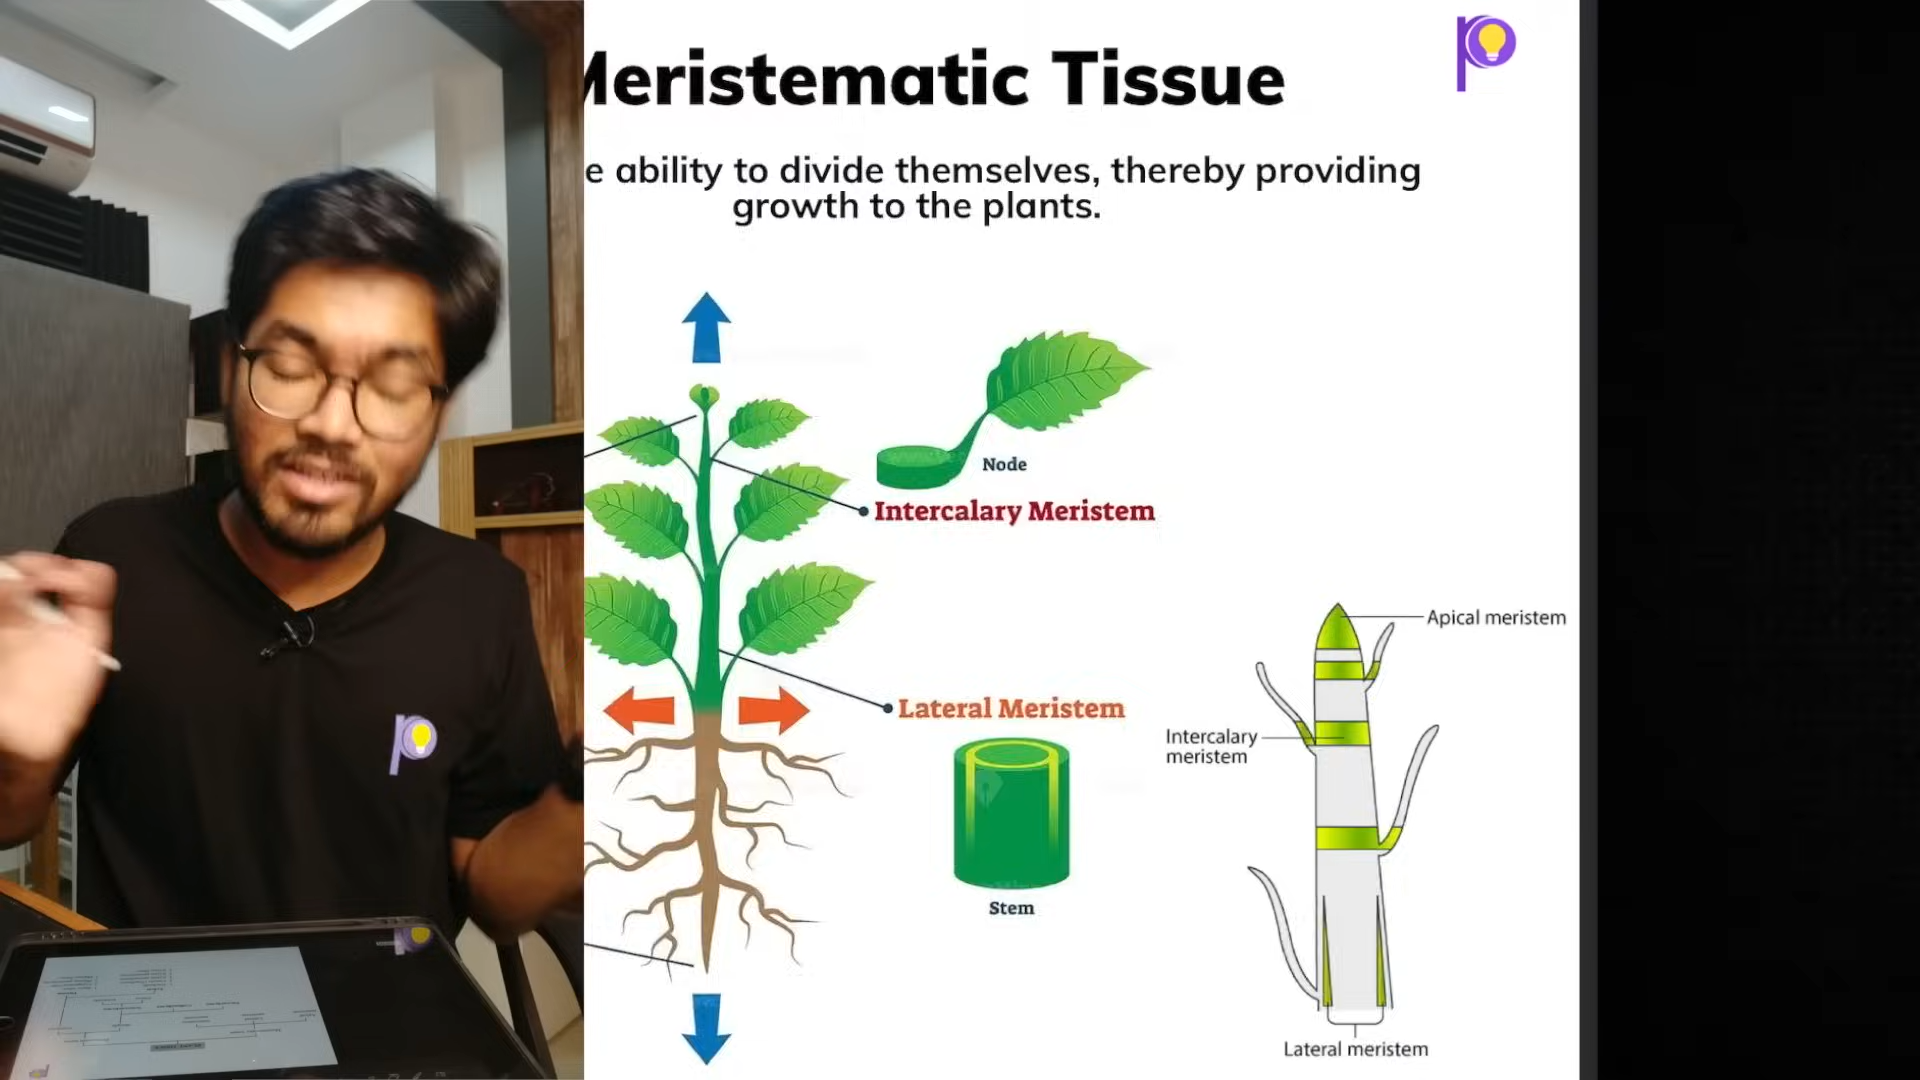 Meristematic Tissue
e ability to divide themselves, thereby providing
growth to the plants.
Node
Intercalary Meristem
Apical meristem
Lateral Meristem
Intercalary
meristem
Stem
Lateral meristem